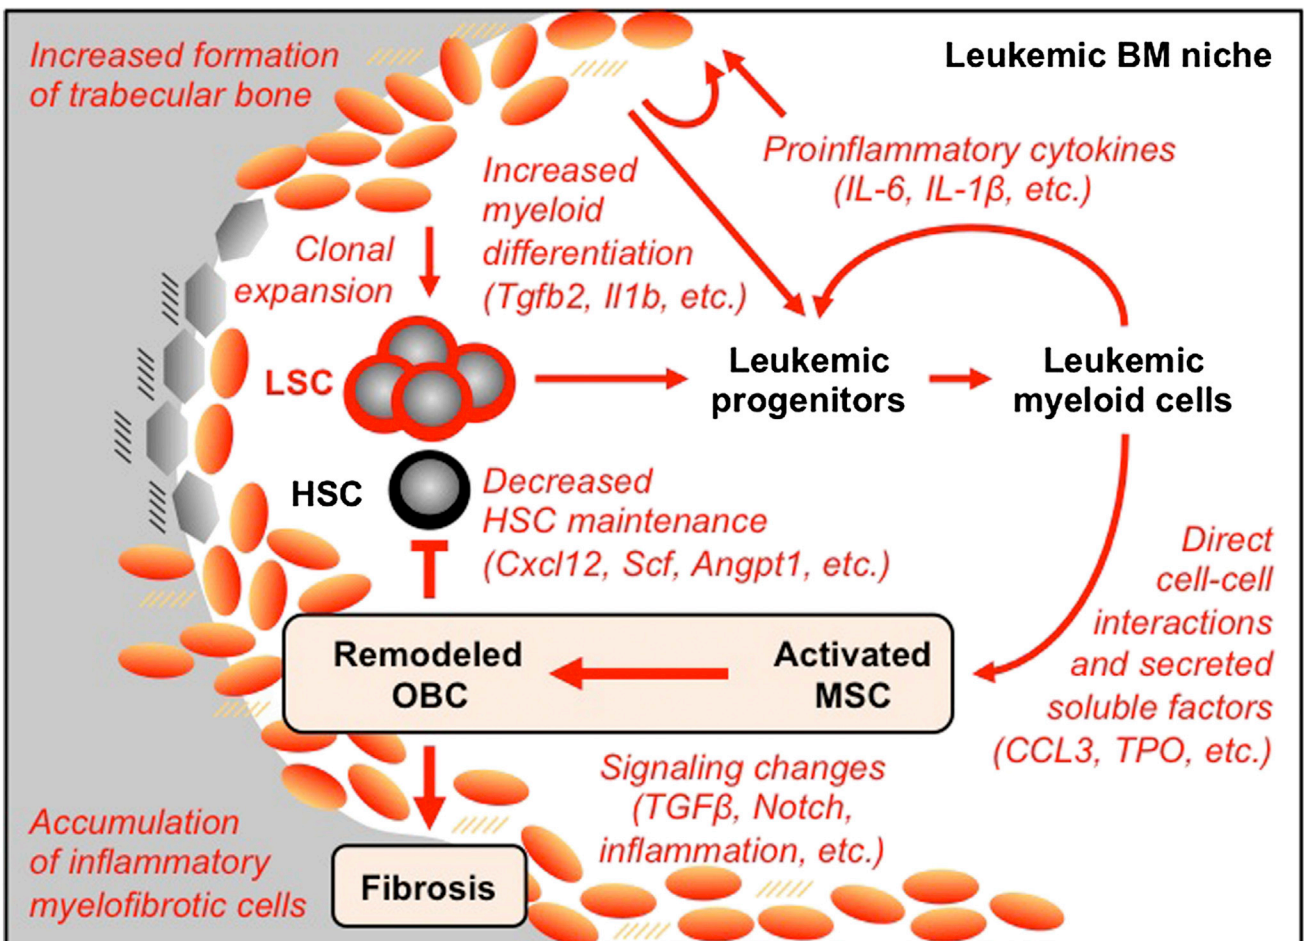 Increased formation
of trabecular bone
Leukemic BM niche
Proinflammatory cytokines
(IL-6, IL-1β, etc.)
Increased
myeloid
differentiation
(Tgfb2, Il1b, etc.)
Clonal
expansion
LSC
Leukemic
progenitors
Leukemic
myeloid cells
HSC
Decreased
HSC maintenance
(Cxcl12, Scf, Angpt1, etc.)
Direct
cell-cell
interactions
and secreted
soluble factors
(CCL3, TPO, etc.)
Remodeled
OBC
Activated
MSC
Signaling changes
(TGFβ, Notch,
inflammation, etc.)
Accumulation
of inflammatory
myelofibrotic cells
Fibrosis